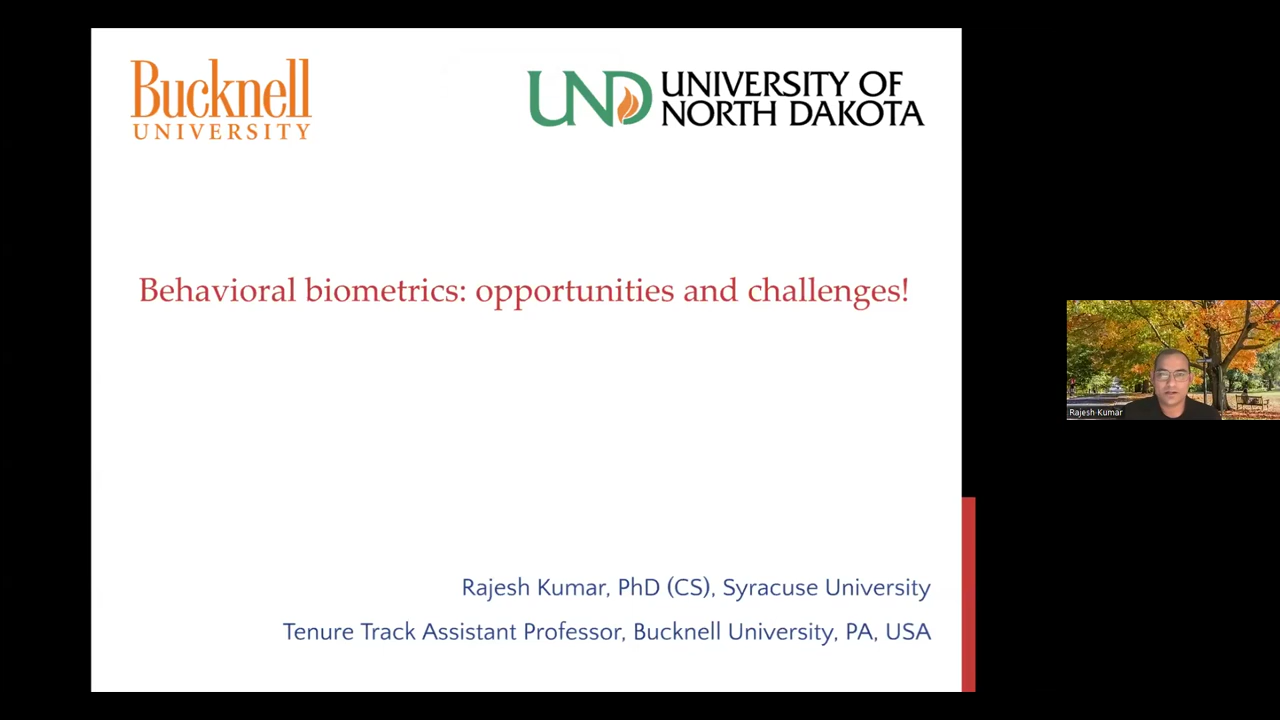 Bucknell
UNIVERSITY
UND UNIVERSITY OF
NORTH DAKOTA
Behavioral biometrics: opportunities and challenges!
Rajesh Kumar
Rajesh Kumar, PhD (CS), Syracuse University
Tenure Track Assistant Professor, Bucknell University, PA, USA